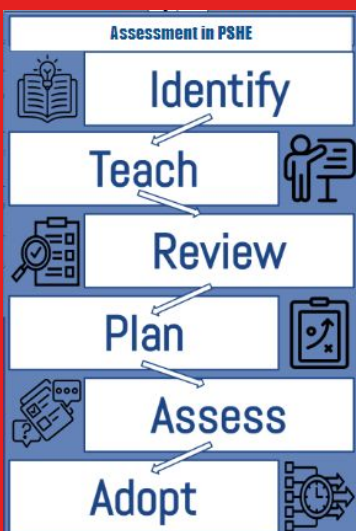 Assessment in PSHE
Identify
Teach
Review
Plan
Assess
Adopt